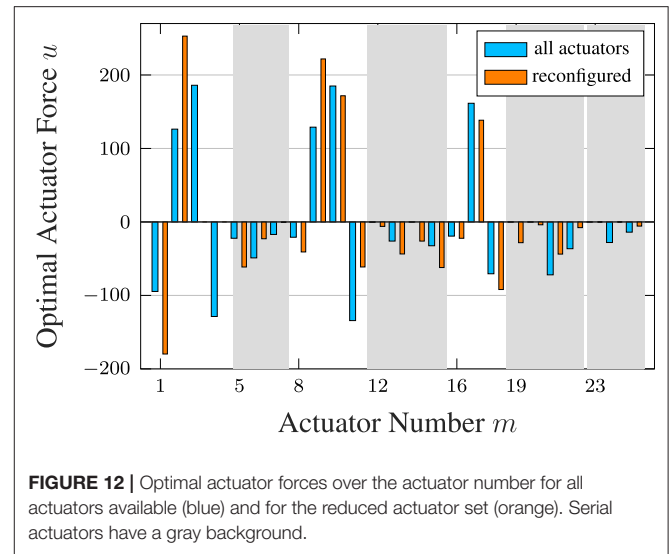 all actuators
reconfigured
Optimal Actuator Force u
200
100
0
−100
−200
1
5
8
12
16
19
23
Actuator Number m
FIGURE 12 | Optimal actuator forces over the actuator number for all
actuators available (blue) and for the reduced actuator set (orange). Serial
actuators have a gray background.